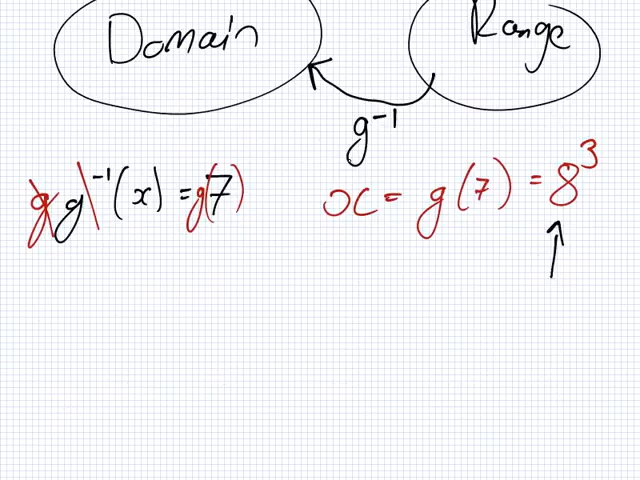 Domain Range
g⁻¹
g g⁻¹(x) = g(7) x = g(7) = 8³